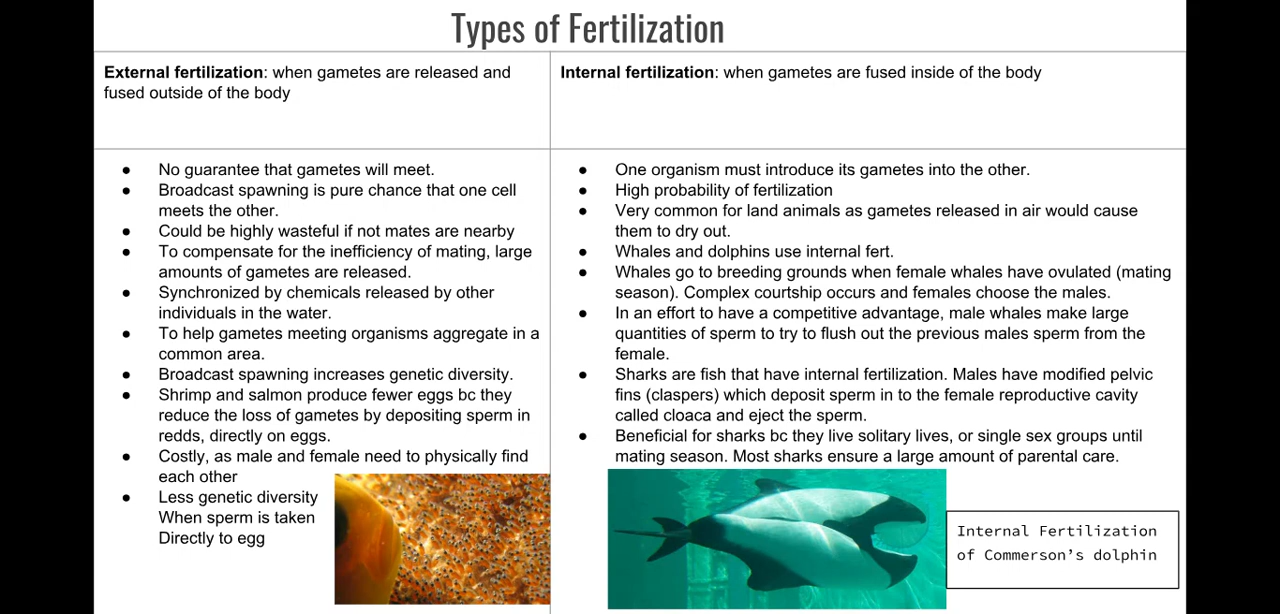 Types of Fertilization
External fertilization: when gametes are released and
fused outside of the body
Internal fertilization: when gametes are fused inside of the body
● No guarantee that gametes will meet.
● Broadcast spawning is pure chance that one cell
meets the other.
● Could be highly wasteful if not mates are nearby
● To compensate for the inefficiency of mating, large
amounts of gametes are released.
● Synchronized by chemicals released by other
individuals in the water.
● To help gametes meeting organisms aggregate in a
common area.
● Broadcast spawning increases genetic diversity.
● Shrimp and salmon produce fewer eggs bc they
reduce the loss of gametes by depositing sperm in
redds, directly on eggs.
● Costly, as male and female need to physically find
each other
● Less genetic diversity
When sperm is taken
Directly to egg
● One organism must introduce its gametes into the other.
● High probability of fertilization
● Very common for land animals as gametes released in air would cause
them to dry out.
● Whales and dolphins use internal fert.
● Whales go to breeding grounds when female whales have ovulated (mating
season). Complex courtship occurs and females choose the males.
● In an effort to have a competitive advantage, male whales make large
quantities of sperm to try to flush out the previous males sperm from the
female.
● Sharks are fish that have internal fertilization. Males have modified pelvic
fins (claspers) which deposit sperm in to the female reproductive cavity
called cloaca and eject the sperm.
● Beneficial for sharks bc they live solitary lives, or single sex groups until
mating season. Most sharks ensure a large amount of parental care.
Internal Fertilization
of Commerson's dolphin